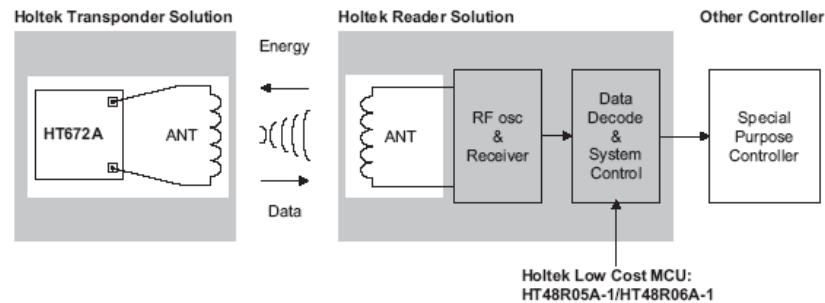 Holtek Transponder Solution
Holtek Reader Solution
Other Controller
HT672A
ANT
Energy
Data
ANT
RF osc
&
Receiver
Data
Decode
&
System
Control
Special
Purpose
Controller
Holtek Low Cost MCU:
HT48R05A-1/HT48R06A-1